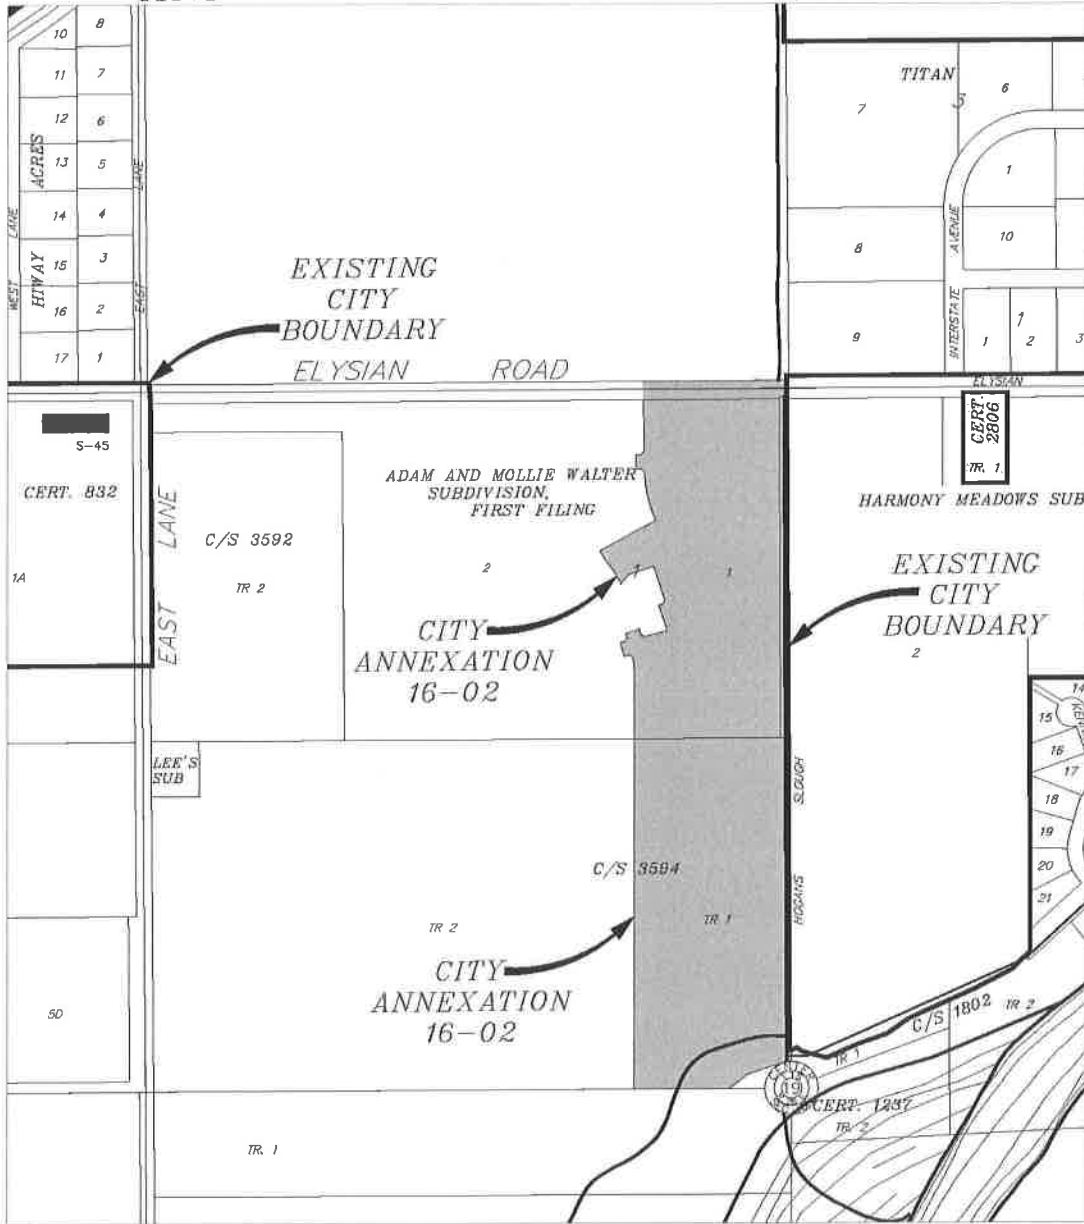 10
8
11
7
12
6
13
5
14
4
15
3
16
2
17
1
HIWAY ACRES
WEST LANE
EAST LANE
TITAN
7
3
6
1
8
10
9
1
1
2
3
INTERSTATE AVENUE
EXISTING
CITY
BOUNDARY
ELYSIAN ROAD
ELYSIAN
S-45
CERT. 832
1A
EAST LANE
C/S 3592
TR 2
ADAM AND MOLLIE WALTER
SUBDIVISION,
FIRST FILING
2
1
1
CERT.
2806
TR. 1
HARMONY MEADOWS SUB
EXISTING
CITY
BOUNDARY
2
CITY
ANNEXATION
16-02
LEE'S
SUB
HOGANS SLOUGH
14
15
16
17
18
19
20
21
C/S 3594
TR 2
TR 1
CITY
ANNEXATION
16-02
5D
C/S 1802
TR 2
TR 1
CENTER
19
CERT. 1237
TR. 2
TR. 1